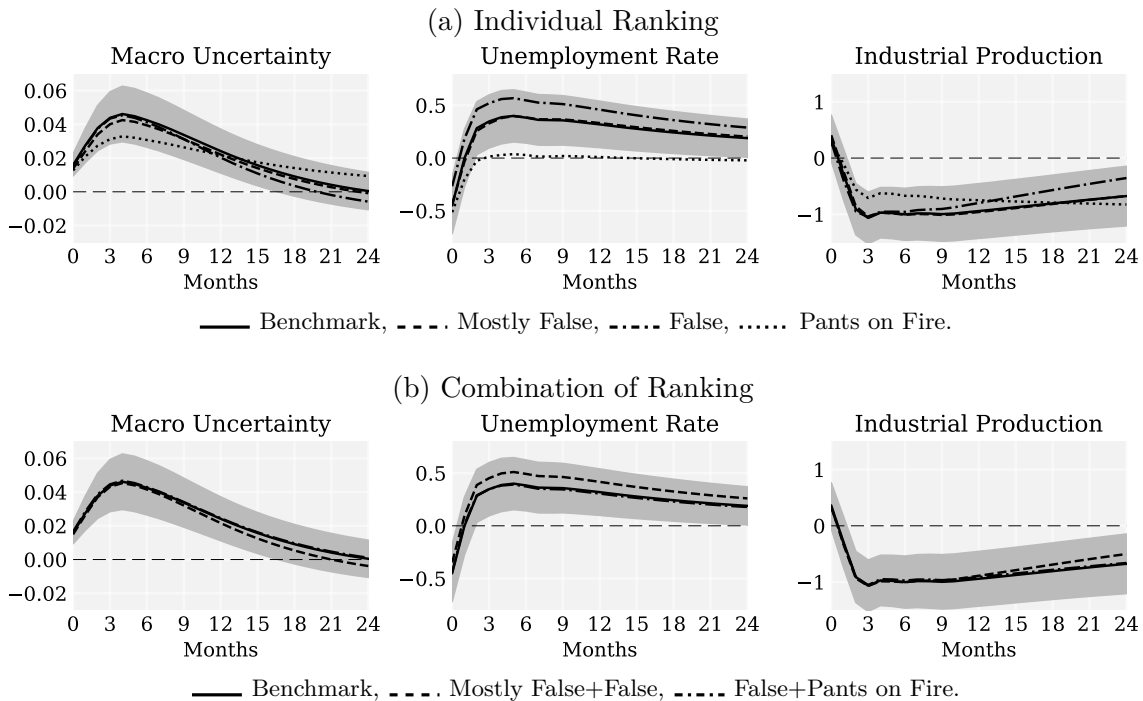 (a) Individual Ranking
Macro Uncertainty Unemployment Rate Industrial Production
0.06
0.04
0.02
0.00
−0.02
0 3 6 9 12 15 18 21 24
Months
0.5
0.0
−0.5
0 3 6 9 12 15 18 21 24
Months
1
0
−1
0 3 6 9 12 15 18 21 24
Months
Benchmark, Mostly False, False, Pants on Fire.
(b) Combination of Ranking
Macro Uncertainty Unemployment Rate Industrial Production
0.06
0.04
0.02
0.00
−0.02
0 3 6 9 12 15 18 21 24
Months
0.5
0.0
−0.5
0 3 6 9 12 15 18 21 24
Months
1
0
−1
0 3 6 9 12 15 18 21 24
Months
Benchmark, Mostly False+False, False+Pants on Fire.